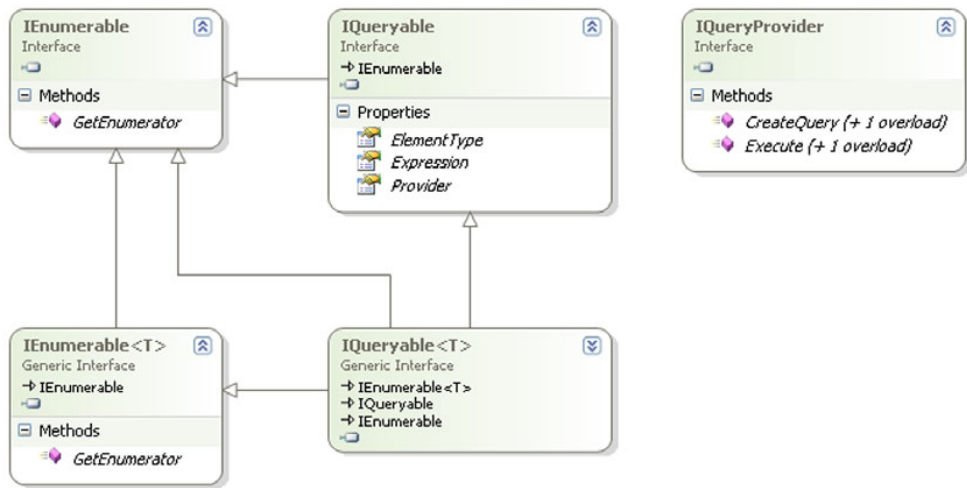 IEnumerable
Interface
Methods
GetEnumerator
IQueryable
Interface
IEnumerable
Properties
ElementType
Expression
Provider
IQueryProvider
Interface
Methods
CreateQuery (+ 1 overload)
Execute (+ 1 overload)
IEnumerable<T>
Generic Interface
IEnumerable
Methods
GetEnumerator
IQueryable<T>
Generic Interface
IEnumerable<T>
IQueryable
IEnumerable